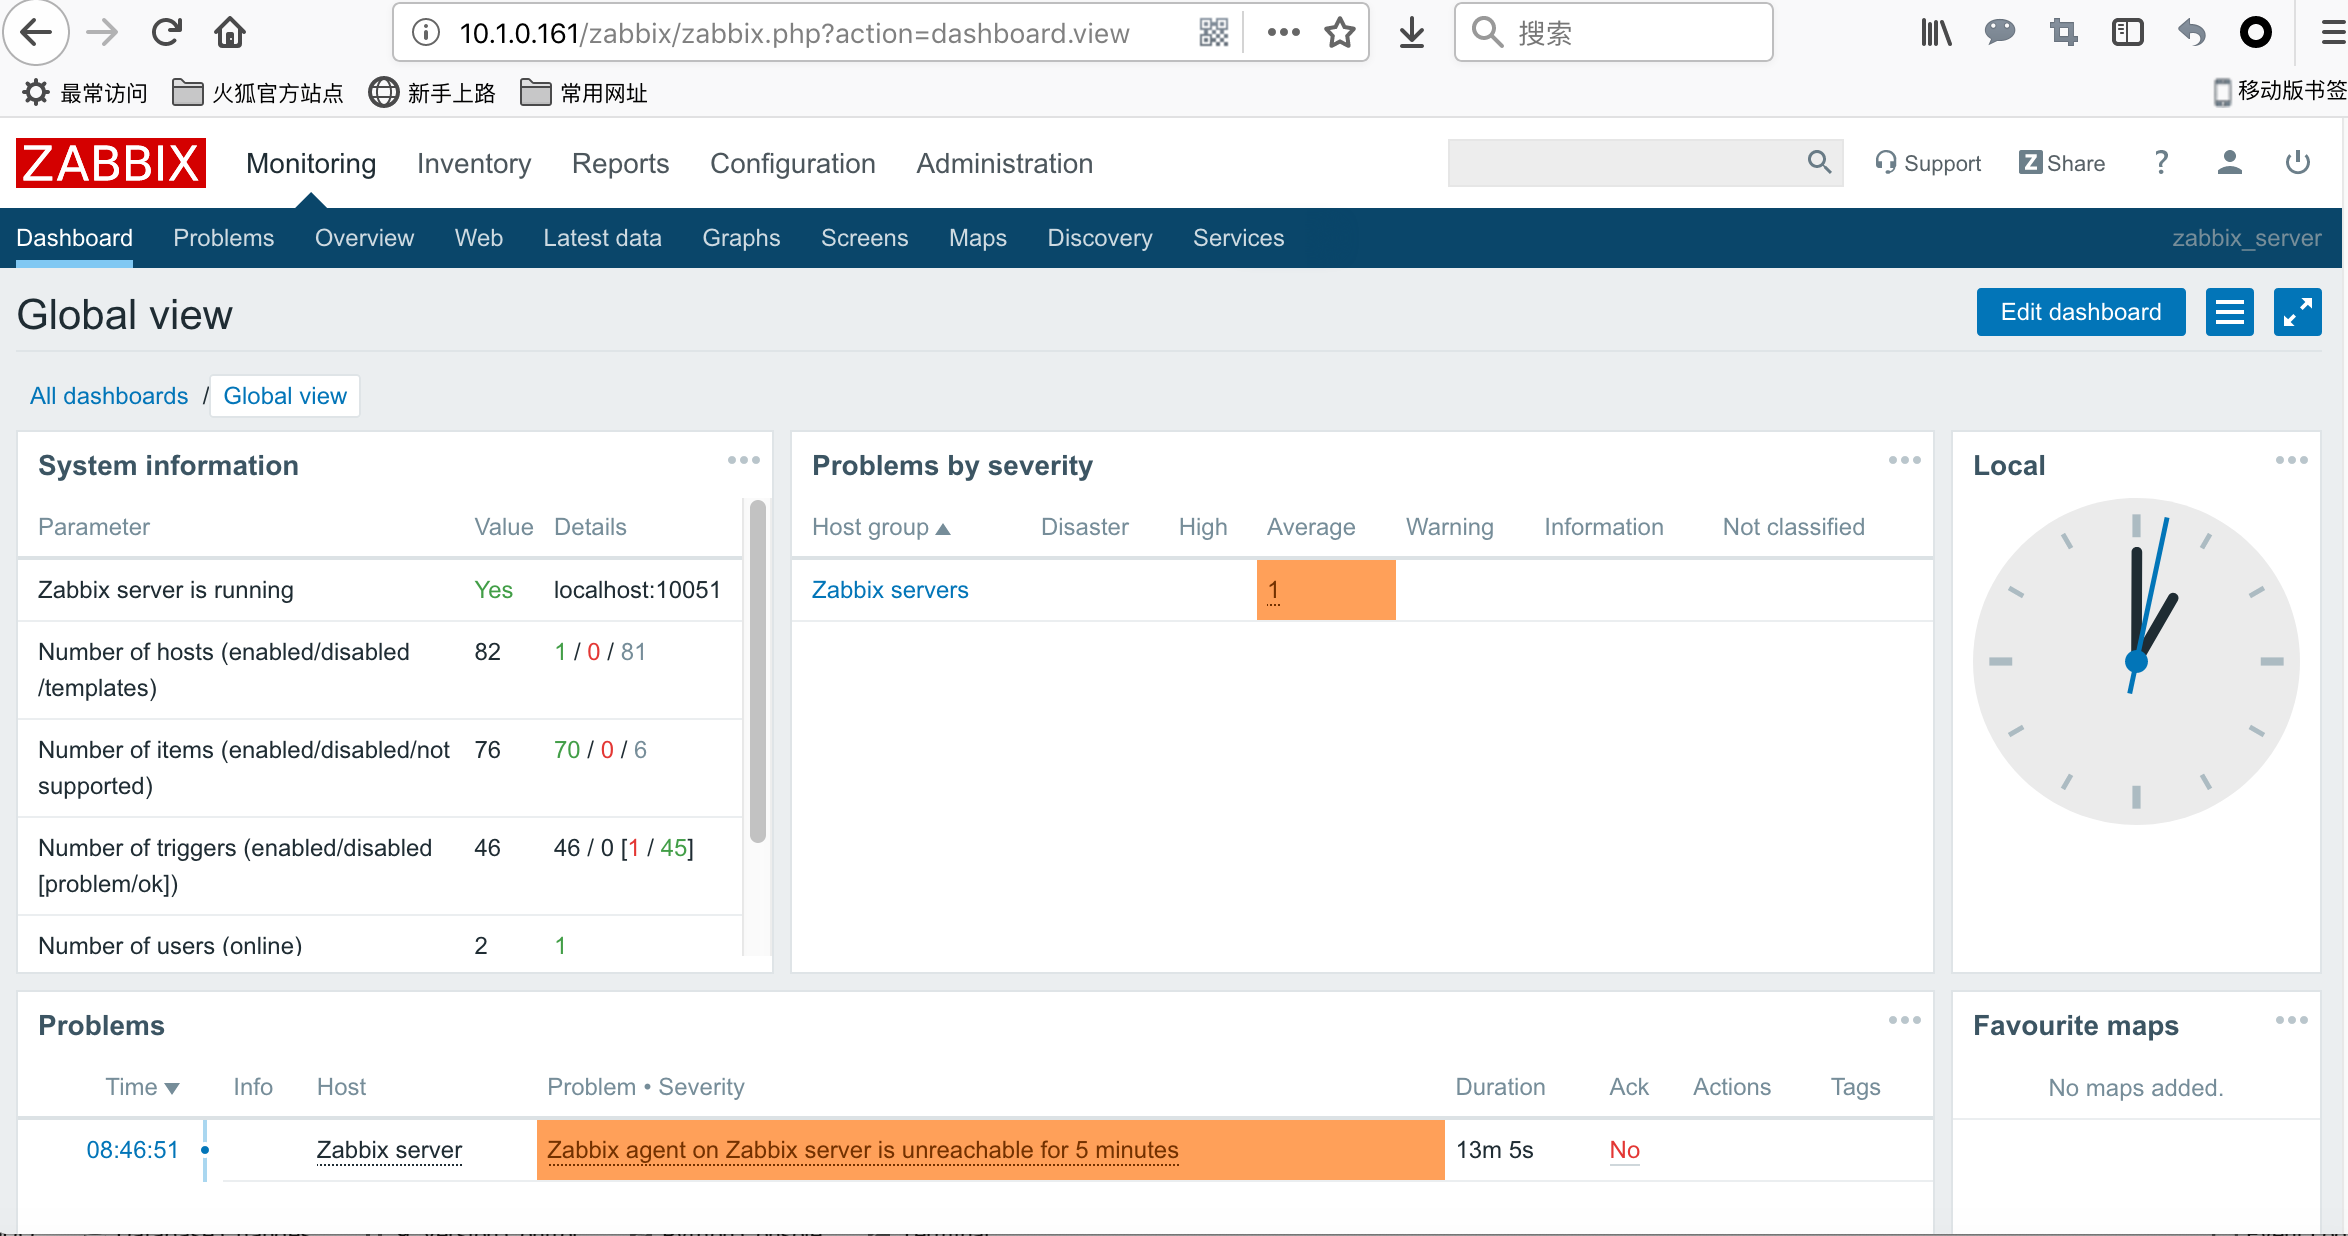 10.1.0.161/zabbix/zabbix.php?action=dashboard.view
搜索
最常访问 火狐官方站点 新手上路 常用网址 移动版书签
ZABBIX Monitoring Inventory Reports Configuration Administration Support Z Share ?
Dashboard Problems Overview Web Latest data Graphs Screens Maps Discovery Services zabbix_server
Global view Edit dashboard
All dashboards / Global view
System information
Parameter Value Details
Zabbix server is running Yes localhost:10051
Number of hosts (enabled/disabled 82 1 / 0 / 81
/templates)
Number of items (enabled/disabled/not 76 70 / 0 / 6
supported)
Number of triggers (enabled/disabled 46 46 / 0 [1 / 45]
[problem/ok])
Number of users (online) 2 1
Problems by severity
Host group Disaster High Average Warning Information Not classified
Zabbix servers 1
Local
Problems
Time Info Host Problem • Severity Duration Ack Actions Tags
08:46:51 Zabbix server Zabbix agent on Zabbix server is unreachable for 5 minutes 13m 5s No
Favourite maps
No maps added.